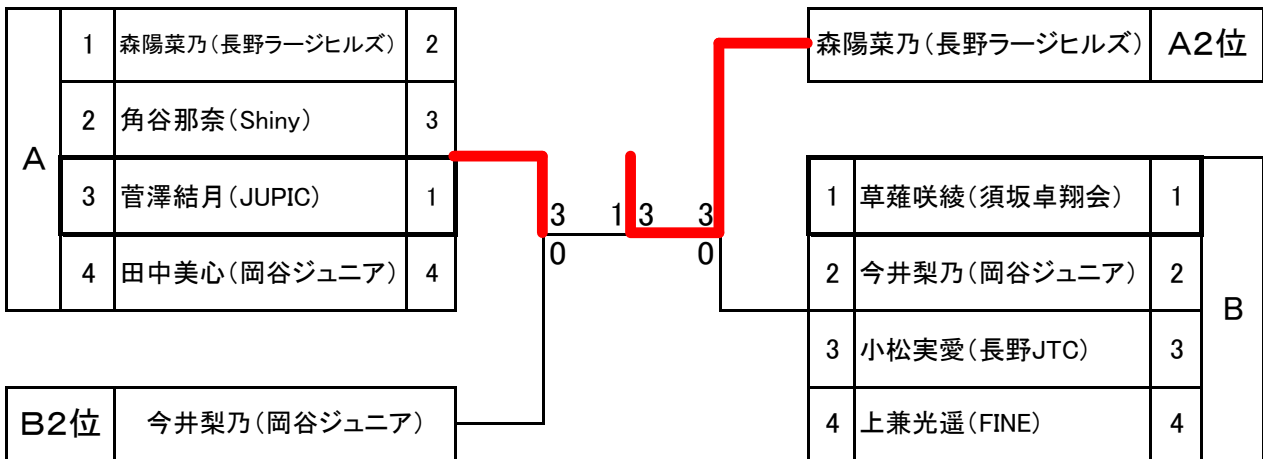 A
1 森陽菜乃(長野ラージヒルズ) 2
2 角谷那奈(Shiny) 3
3 菅澤結月(JUPIC) 1
4 田中美心(岡谷ジュニア) 4
B2位 今井梨乃(岡谷ジュニア)
3 1 3 3
0 0
森陽菜乃(長野ラージヒルズ) A2位
1 草薙咲綾(須坂卓翔会) 1
2 今井梨乃(岡谷ジュニア) 2
3 小松実愛(長野JTC) 3
4 上兼光遥(FINE) 4
B